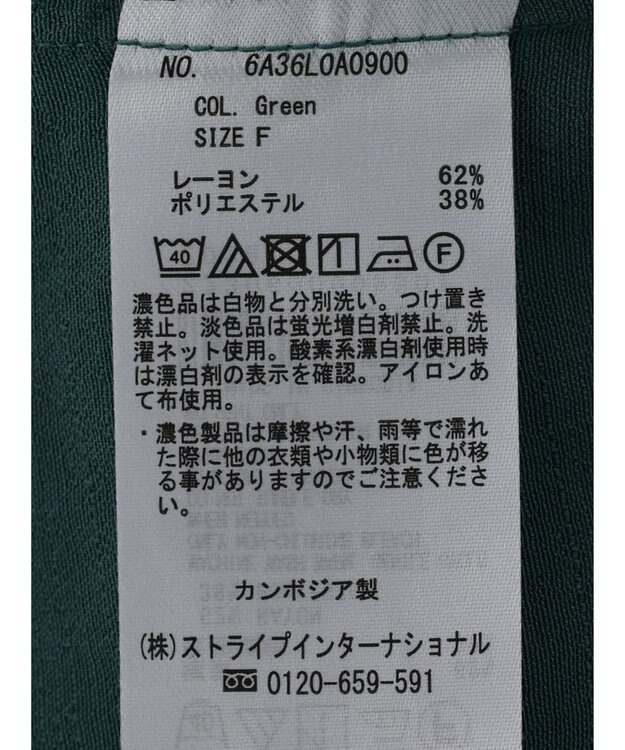 NO. 6A36L0A0900
COL. Green
SIZE F
レーヨン 62%
ポリエステル 38%
40 F
濃色品は白物と分別洗い。つけ置き
禁止。淡色品は蛍光増白剤禁止。洗
濯ネット使用。酸素系漂白剤使用時
は漂白剤の表示を確認。アイロンあ
て布使用。
・濃色製品は摩擦や汗、雨等で濡れ
た際に他の衣類や小物類に色が移
る事がありますのでご注意くださ
い。
カンボジア製
(株)ストライプインターナショナル
0120-659-591